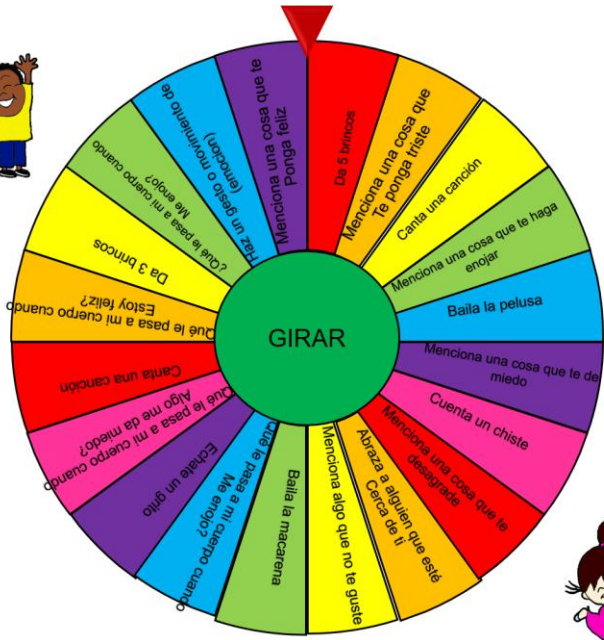 Da 5 brincos
Menciona una cosa que
Te ponga triste
Canta una canción
Menciona una cosa que te haga
enojar
Baila la pelusa
Menciona una cosa que te de
miedo
Cuenta un chiste
Menciona una cosa que te
desagrade
Abraza a alguien que esté
Cerca de ti
Menciona algo que no te guste
Baila la macarena
Qué le pasa a mi cuerpo cuando
Me enojo?
Echate un grito
Qué le pasa a mi cuerpo cuando
Algo me da miedo?
Canta una canción
Qué le pasa a mi cuerpo cuando
Estoy feliz?
Da 3 brincos
¿Qué le pasa a mi cuerpo cuando
Me enojo?
Haz un gesto o movimiento de
(emocion)
Menciona una cosa que te
Ponga feliz
GIRAR